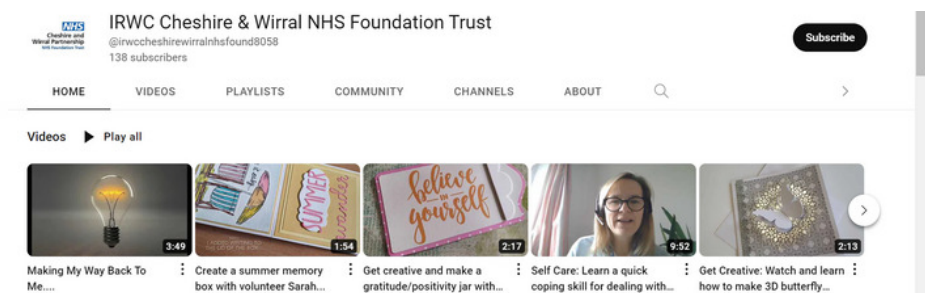 NHS
Cheshire and
Wirral Partnership
NHS Foundation Trust
IRWC Cheshire & Wirral NHS Foundation Trust
@irwccheshirewirralnhsfound8058
138 subscribers
Subscribe
HOME VIDEOS PLAYLISTS COMMUNITY CHANNELS ABOUT
Videos Play all
SUMMER
believe
in
yourself
3:49 1:54 2:17 9:52 2:13
Making My Way Back To
Me....
Create a summer memory
box with volunteer Sarah...
Get creative and make a
gratitude/positivity jar with...
Self Care: Learn a quick
coping skill for dealing with...
Get Creative: Watch and learn
how to make 3D butterfly...